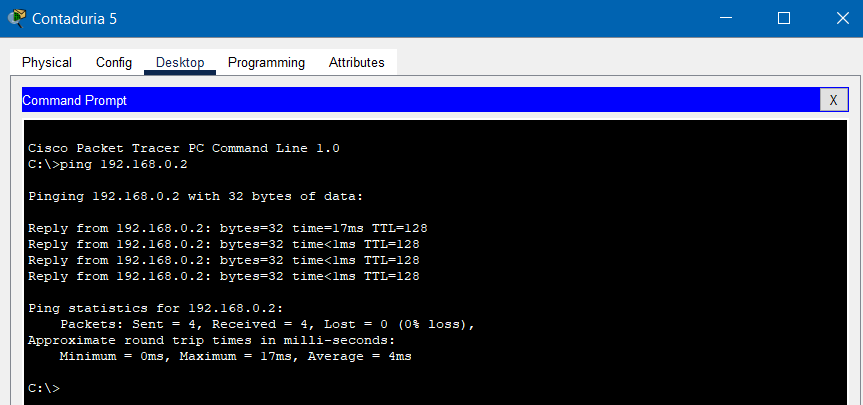 Contaduria 5
Physical Config Desktop Programming Attributes
Command Prompt
X
Cisco Packet Tracer PC Command Line 1.0
C:\>ping 192.168.0.2
Pinging 192.168.0.2 with 32 bytes of data:
Reply from 192.168.0.2: bytes=32 time=17ms TTL=128
Reply from 192.168.0.2: bytes=32 time<1ms TTL=128
Reply from 192.168.0.2: bytes=32 time<1ms TTL=128
Reply from 192.168.0.2: bytes=32 time<1ms TTL=128
Ping statistics for 192.168.0.2:
Packets: Sent = 4, Received = 4, Lost = 0 (0% loss),
Approximate round trip times in milli-seconds:
Minimum = 0ms, Maximum = 17ms, Average = 4ms
C:\>